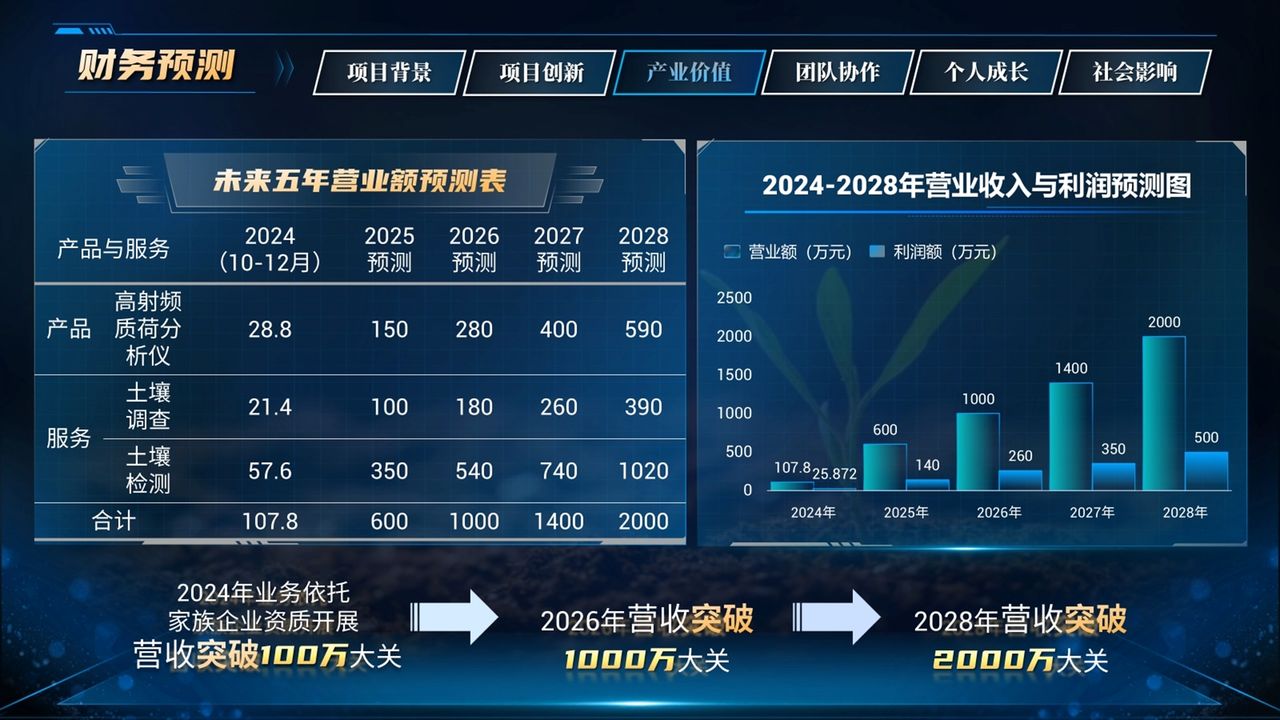 财务预测
项目背景
项目创新
产业价值
团队协作
个人成长
社会影响
未来五年营业额预测表
产品与服务
2024
（10-12月）
2025
预测
2026
预测
2027
预测
2028
预测
产品
高射频
质荷分
析仪
28.8
150
280
400
590
服务
土壤
调查
21.4
100
180
260
390
土壤
检测
57.6
350
540
740
1020
合计
107.8
600
1000
1400
2000
2024-2028年营业收入与利润预测图
营业额（万元）
利润额（万元）
2500
2000
1500
1000
500
0
107.8
25.872
600
140
1000
260
1400
350
2000
500
2024年
2025年
2026年
2027年
2028年
2024年业务依托
家族企业资质开展
营收突破100万大关
2026年营收突破
1000万大关
2028年营收突破
2000万大关